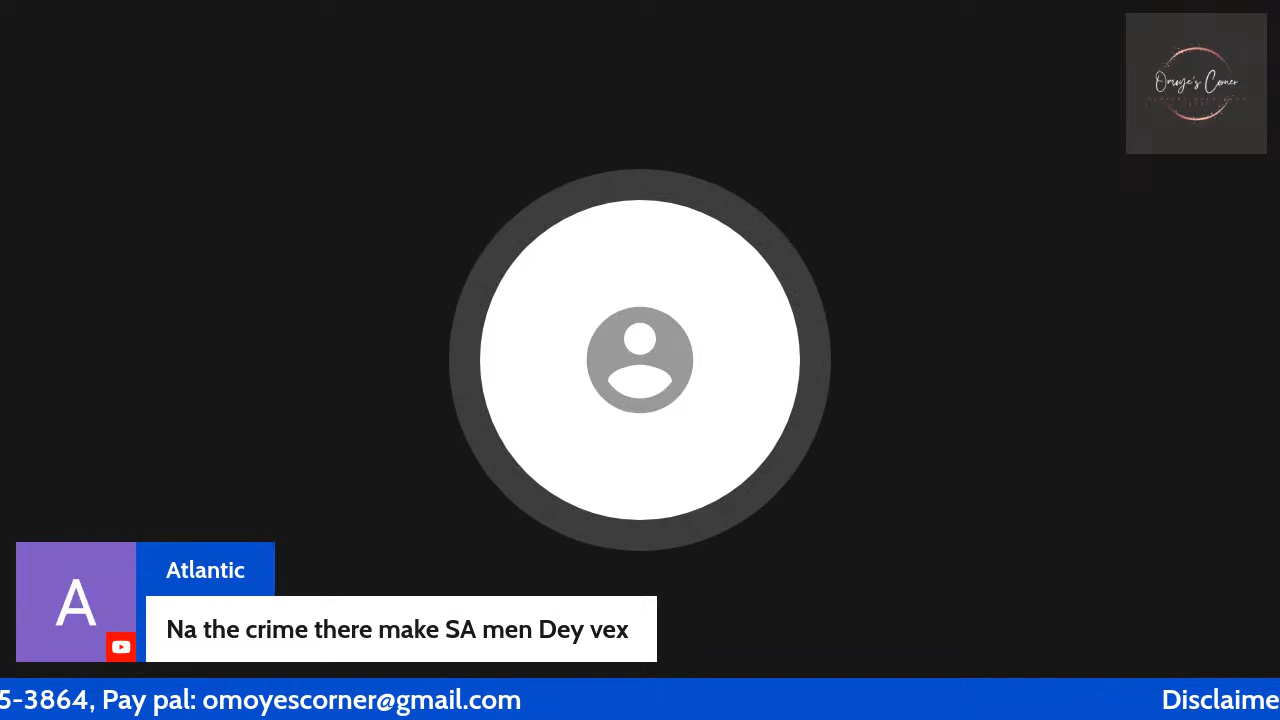 Omoye's Corner
A
Atlantic
Na the crime there make SA men Dey vex
5-3864, Pay pal: omoyescorner@gmail.com
Disclaime